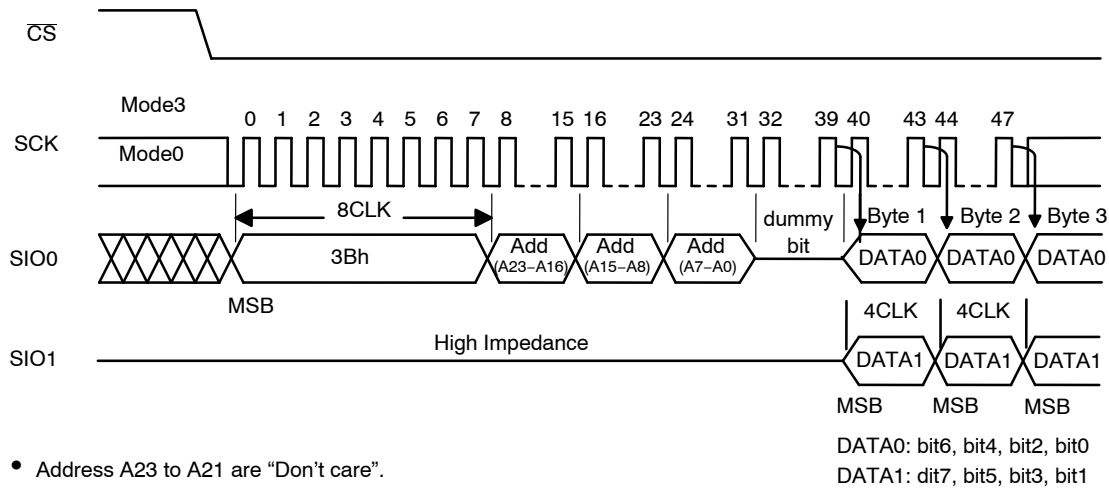 CS
Mode3
SCK
Mode0
0 1 2 3 4 5 6 7 8 15 16 23 24 31 32 39 40 43 44 47
8CLK
dummy
bit
Byte 1 Byte 2 Byte 3
SIO0
3Bh
Add
(A23–A16)
Add
(A15–A8)
Add
(A7–A0)
DATA0 DATA0 DATA0
MSB
4CLK 4CLK
High Impedance
SIO1
DATA1 DATA1 DATA1
MSB MSB MSB
DATA0: bit6, bit4, bit2, bit0
• Address A23 to A21 are “Don’t care”.
DATA1: dit7, bit5, bit3, bit1